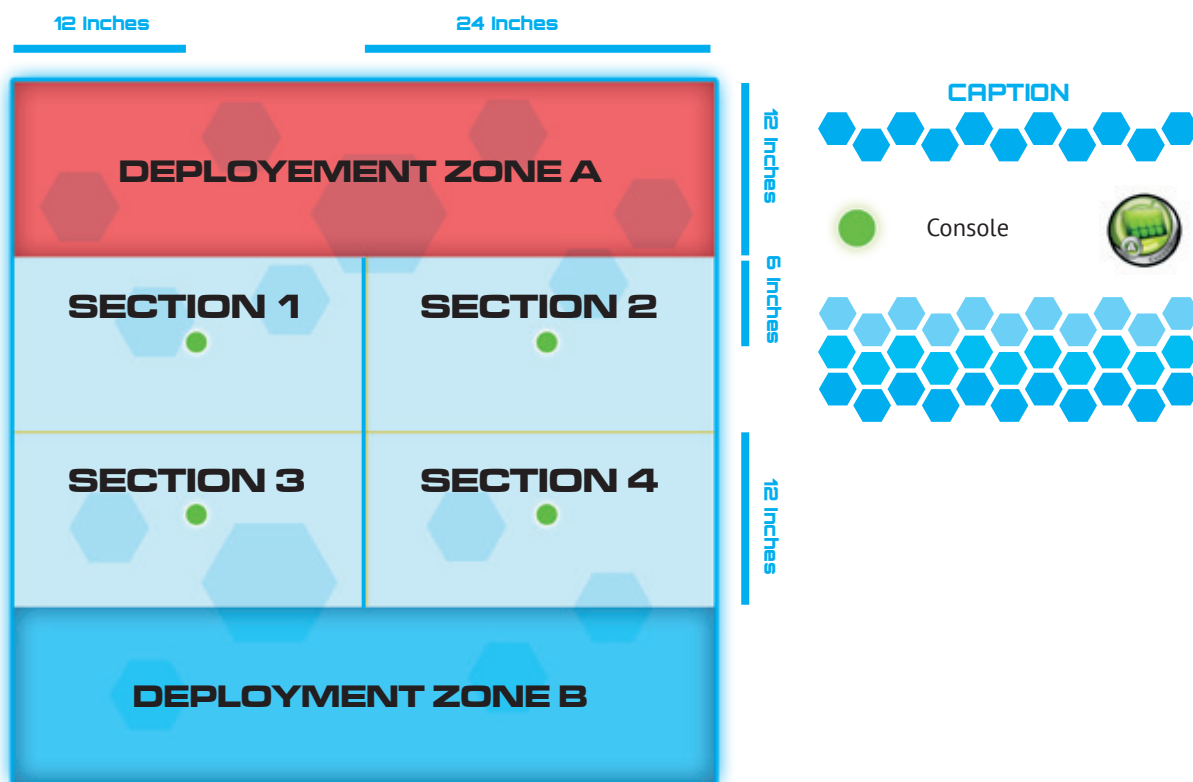 12 Inches
24 Inches
CAPTION
12 Inches
DEPLOYEMENT ZONE A
Console
6 Inches
SECTION 1
SECTION 2
SECTION 3
SECTION 4
12 Inches
DEPLOYMENT ZONE B